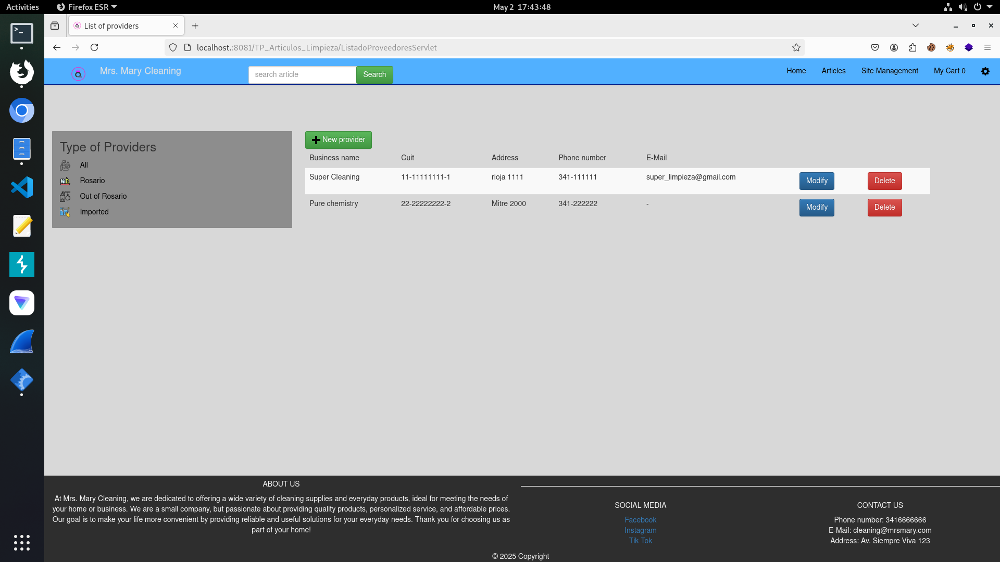 Activities
Firefox ESR
May 2 17:43:48
List of providers
localhost.:8081/TP_Articulos_Limpieza/ListadoProveedoresServlet
Mrs. Mary Cleaning
search article
Search
Home
Articles
Site Management
My Cart 0
Type of Providers
All
Rosario
Out of Rosario
Imported
New provider
Business name Cuit Address Phone number E-Mail
Super Cleaning 11-11111111-1 rioja 1111 341-111111 super_limpieza@gmail.com Modify Delete
Pure chemistry 22-22222222-2 Mitre 2000 341-222222 - Modify Delete
ABOUT US
At Mrs. Mary Cleaning, we are dedicated to offering a wide variety of cleaning supplies and everyday products, ideal for meeting the needs of
your home or business. We are a small company, but passionate about providing quality products, personalized service, and affordable prices.
Our goal is to make your life more convenient by providing reliable and useful solutions for your everyday needs. Thank you for choosing us as
part of your home!
SOCIAL MEDIA
Facebook
Instagram
Tik Tok
CONTACT US
Phone number: 3416666666
E-Mail: cleaning@mrsmary.com
Address: Av. Siempre Viva 123
© 2025 Copyright